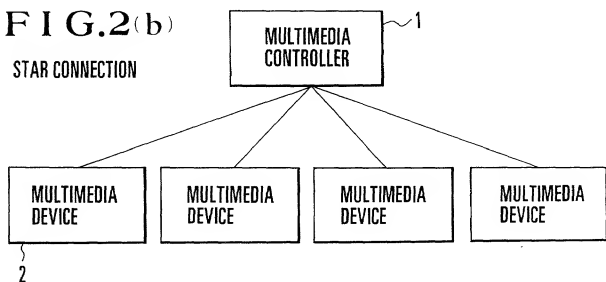 FIG.2(b)
STAR CONNECTION
MULTIMEDIA
CONTROLLER
1
MULTIMEDIA
DEVICE
MULTIMEDIA
DEVICE
MULTIMEDIA
DEVICE
MULTIMEDIA
DEVICE
2